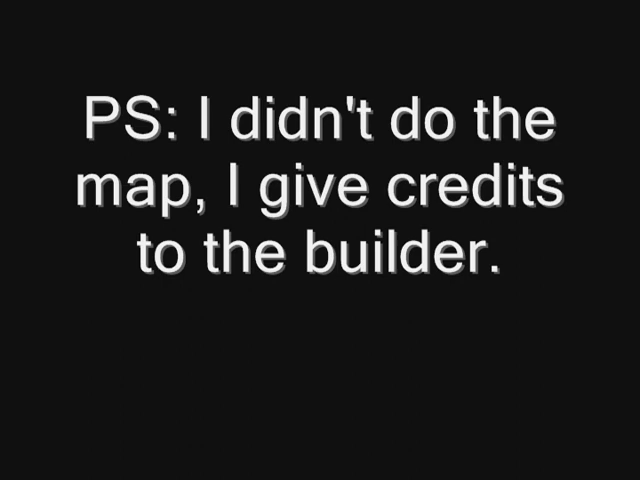 PS: I didn't do the
map, I give credits
to the builder.